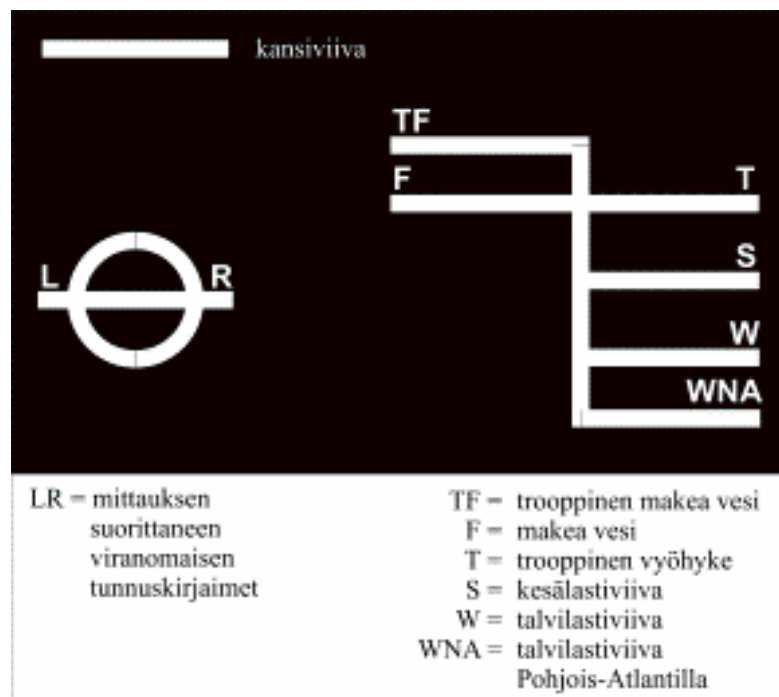 kansiviiva
TF
F
T
L
R
S
W
WNA
LR = mittauksen
suorittaneen
viranomaisen
tunnuskirjaimet
TF = trooppinen makea vesi
F = makea vesi
T = trooppinen vyöhyke
S = kesälastiviiva
W = talvilastiviiva
WNA = talvilastiviiva
Pohjois-Atlantilla